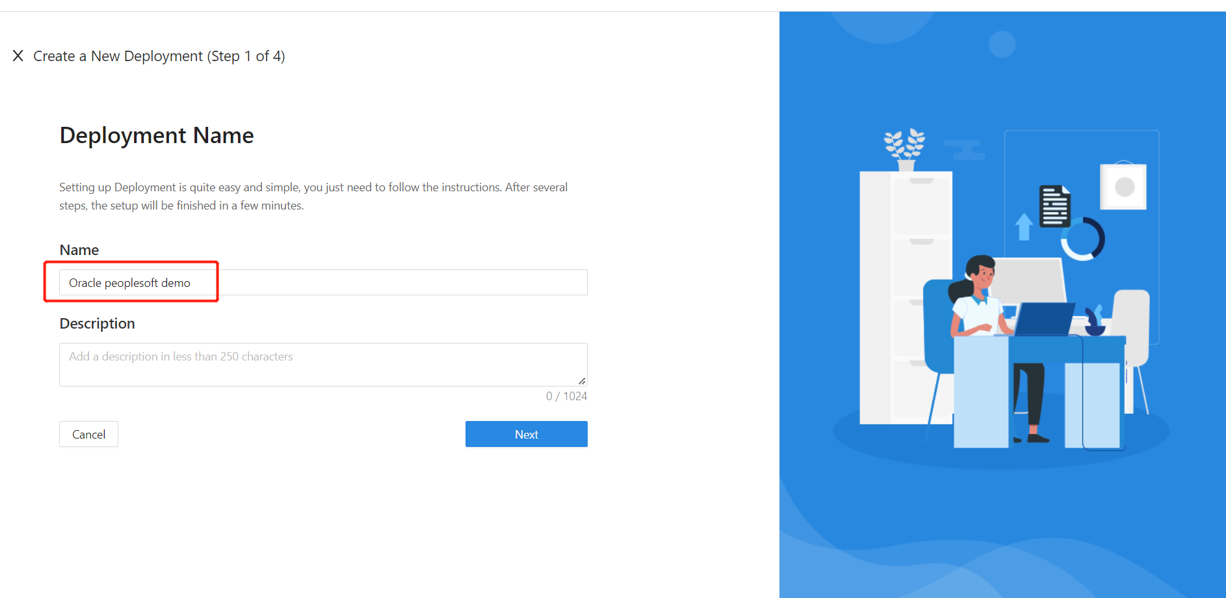 Create a New Deployment (Step 1 of 4)
Deployment Name
Setting up Deployment is quite easy and simple, you just need to follow the instructions. After several
steps, the setup will be finished in a few minutes.
Name
Oracle peoplesoft demo
Description
Add a description in less than 250 characters
0 / 1024
Cancel
Next